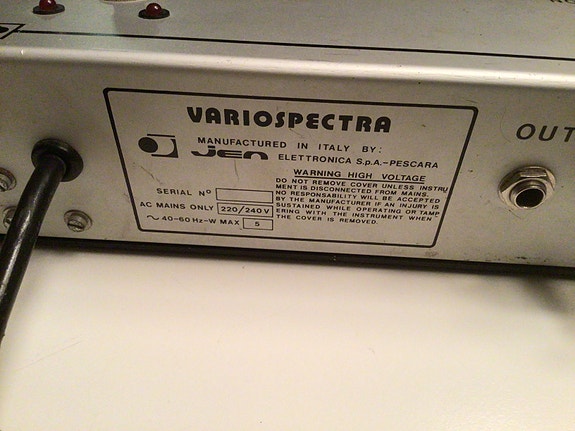 VARIOSPECTRA
MANUFACTURED IN ITALY BY:
Jen ELETTRONICA S.p.A.-PESCARA
WARNING HIGH VOLTAGE
DO NOT REMOVE COVER UNLESS INSTRU
MENT IS DISCONNECTED FROM MAINS.
NO RESPONSIBILITY WILL BE ACCEPTED
BY THE MANUFACTURER IF AN INJURY IS
SUSTAINED WHILE OPERATING OR TAMP
ERING WITH THE INSTRUMENT WHEN
THE COVER IS REMOVED.
SERIAL Nº
AC MAINS ONLY 220/240 V
~ 40-60 Hz-W MAX 5
OUT